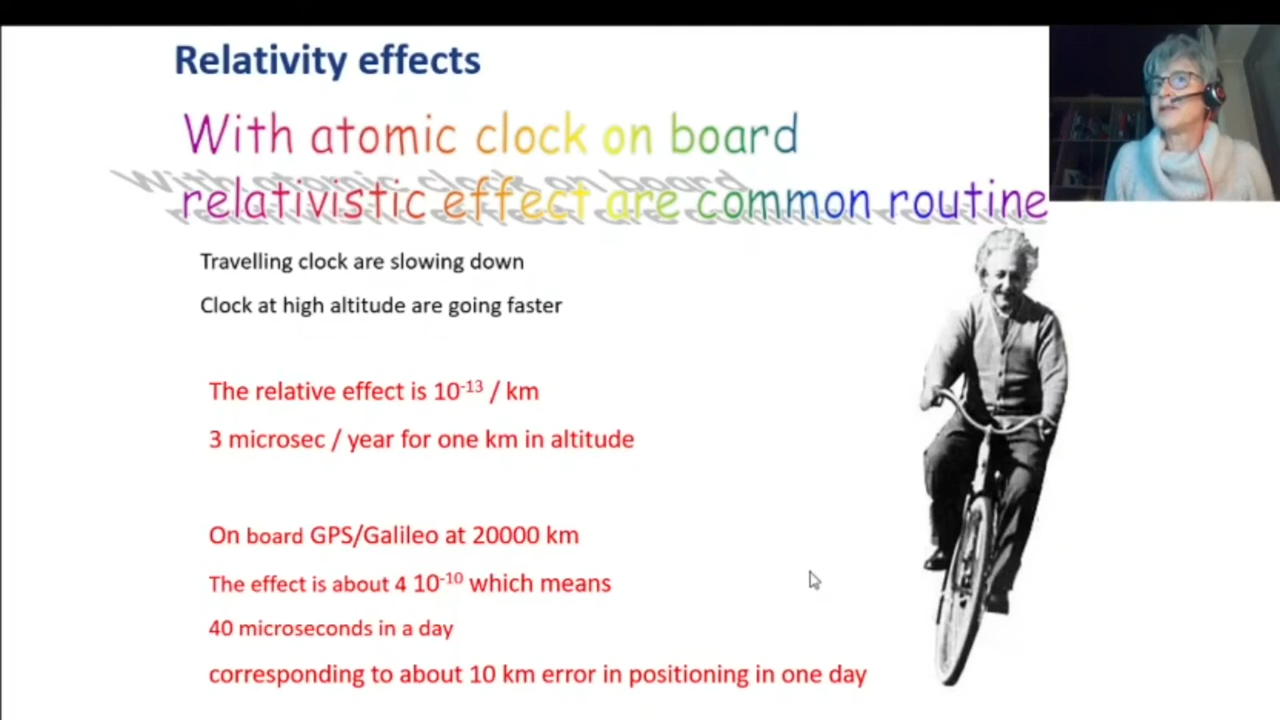 Relativity effects
With atomic clock on board
relativistic effect are common routine
Travelling clock are slowing down
Clock at high altitude are going faster
The relative effect is 10⁻¹³ / km
3 microsec / year for one km in altitude
On board GPS/Galileo at 20000 km
The effect is about 4 10⁻¹⁰ which means
40 microseconds in a day
corresponding to about 10 km error in positioning in one day